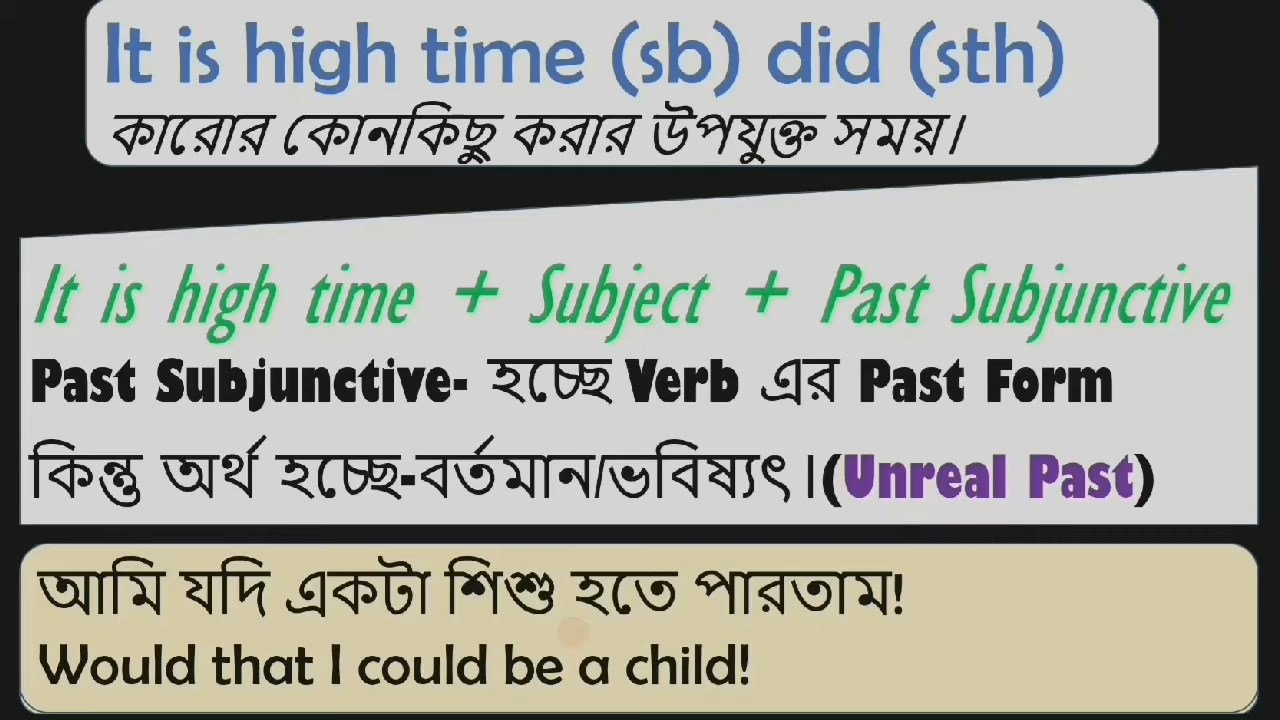 It is high time (sb) did (sth)
কারোর কোনকিছু করার উপযুক্ত সময়।
It is high time + Subject + Past Subjunctive
Past Subjunctive- হচ্ছে Verb এর Past Form
কিন্তু অর্থ হচ্ছে-বর্তমান/ভবিষ্যৎ।(Unreal Past)
আমি যদি একটা শিশু হতে পারতাম!
Would that I could be a child!